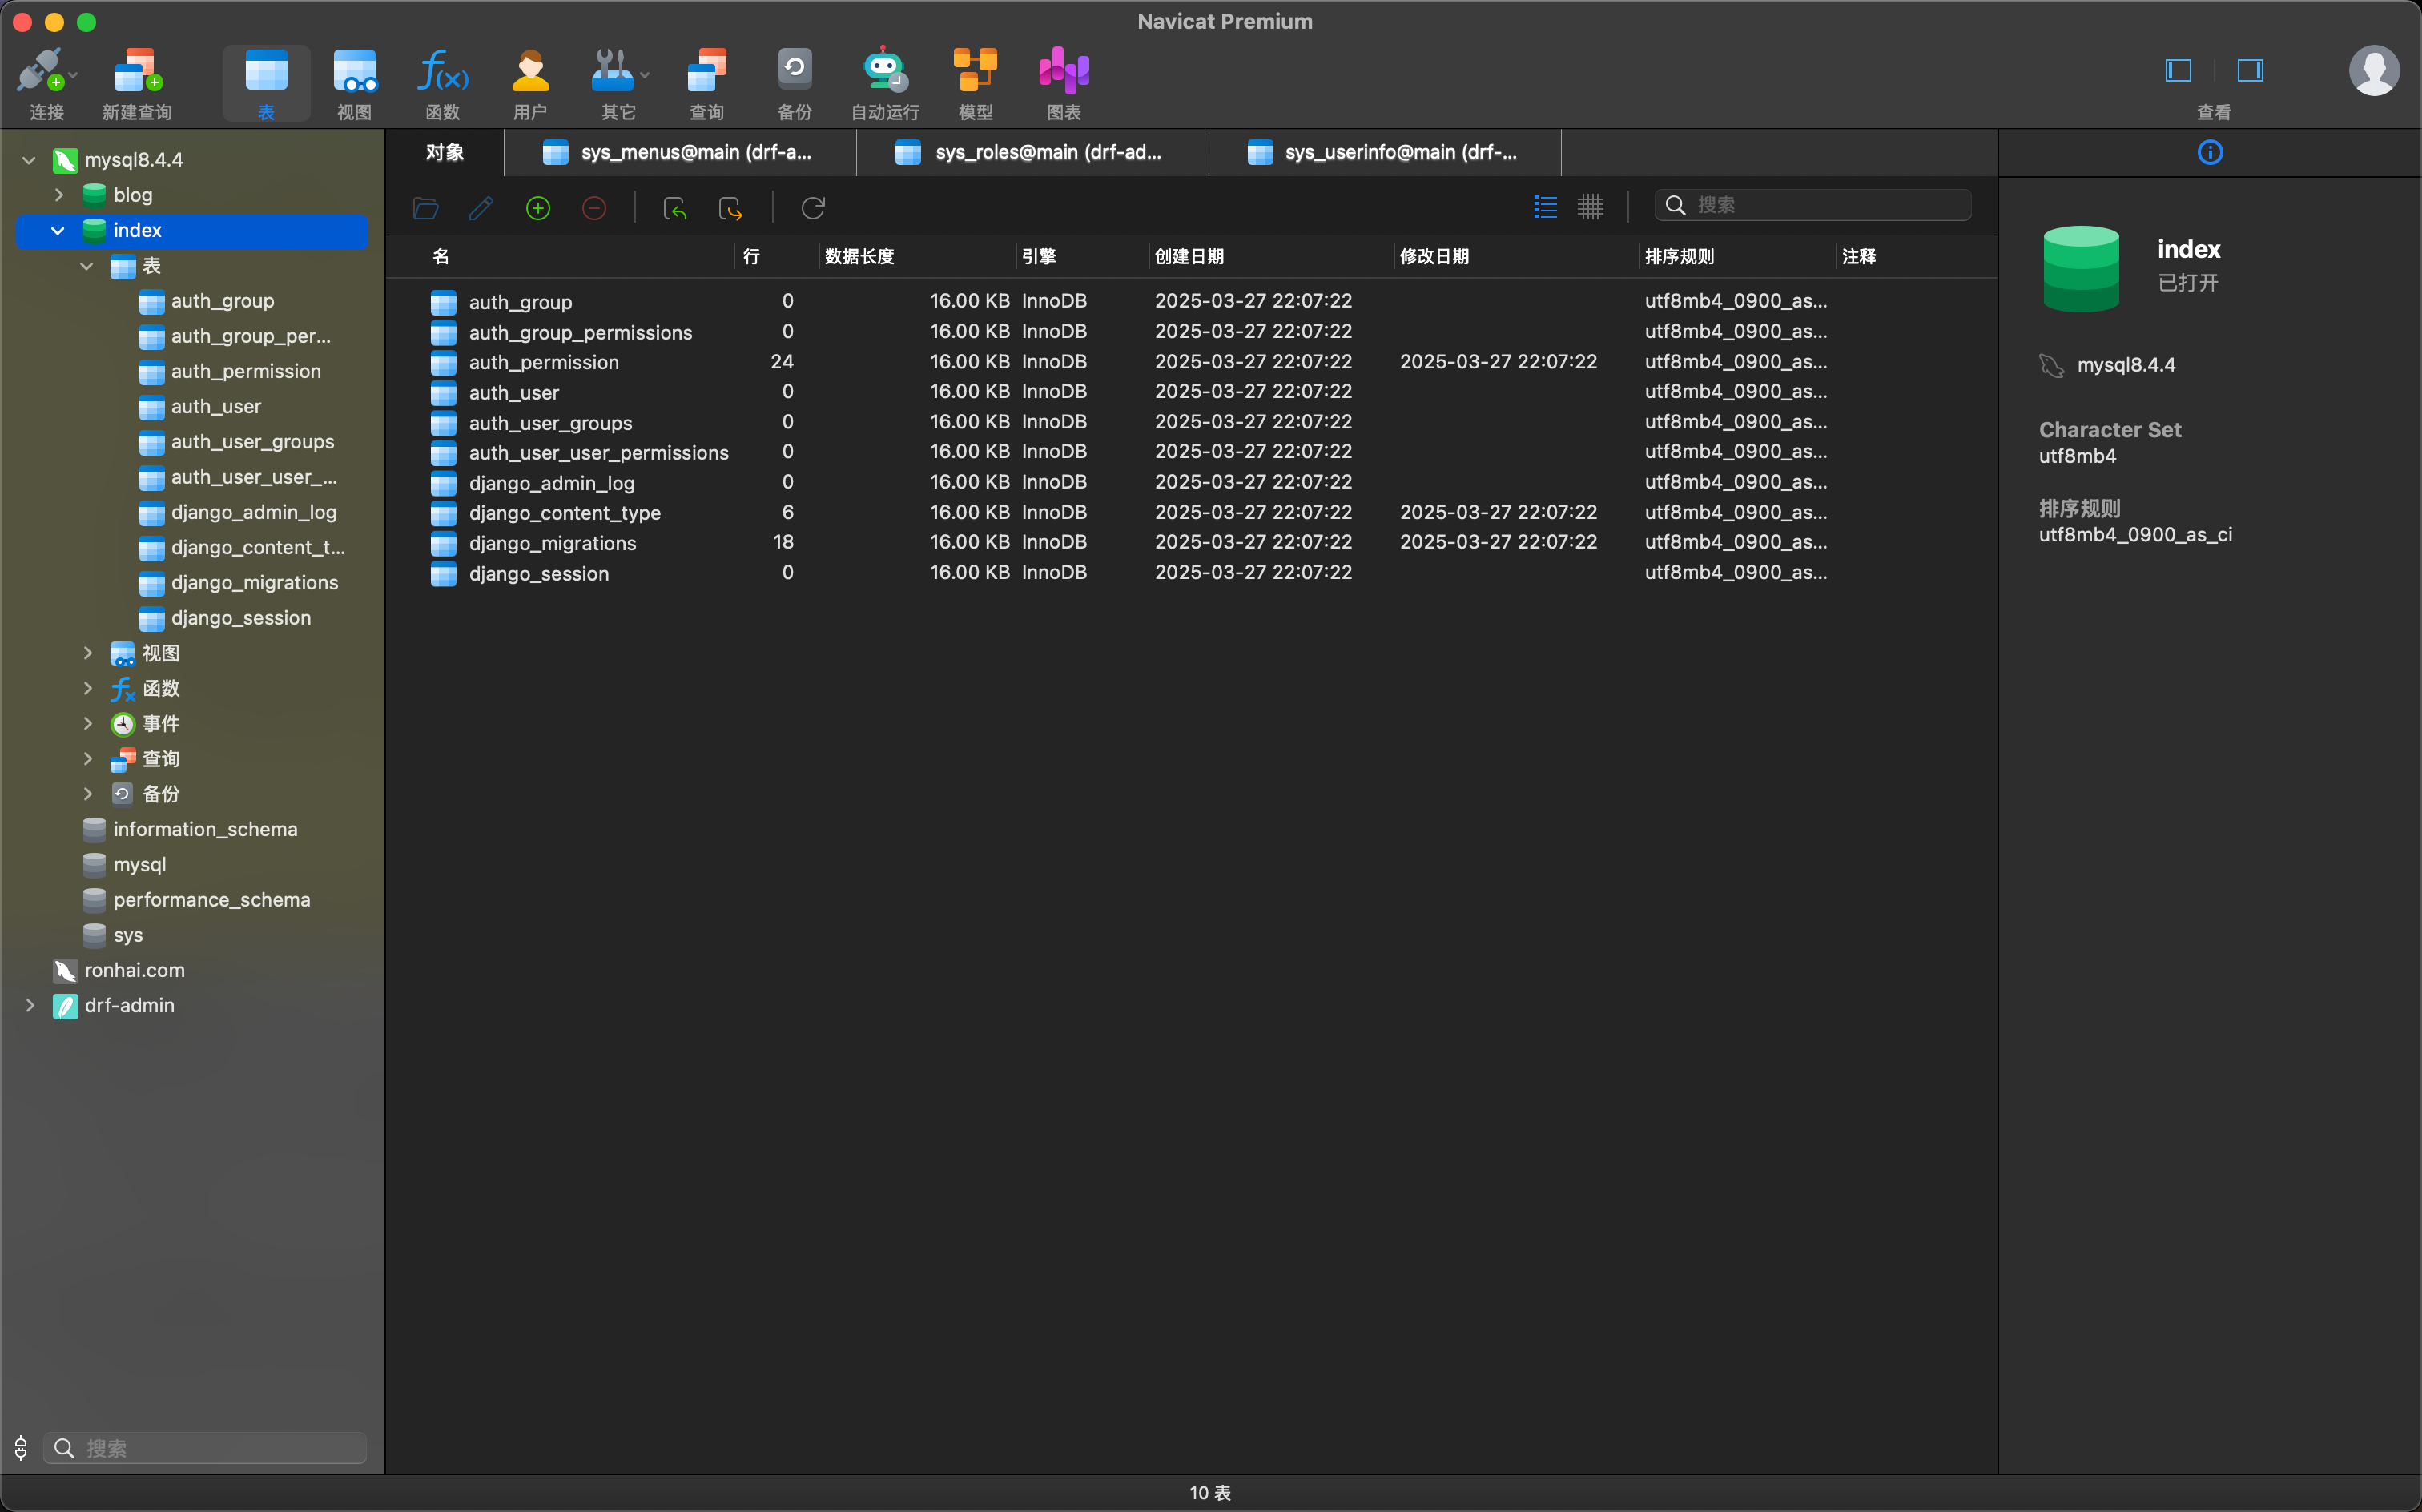 Navicat Premium
连接 新建查询 表 视图 函数 用户 其它 查询 备份 自动运行 模型 图表 查看
mysql8.4.4
blog
index
表
auth_group
auth_group_per...
auth_permission
auth_user
auth_user_groups
auth_user_user_...
django_admin_log
django_content_t...
django_migrations
django_session
视图
函数
事件
查询
备份
information_schema
mysql
performance_schema
sys
ronhai.com
drf-admin
搜索
对象 sys_menus@main (drf-a... sys_roles@main (drf-ad... sys_userinfo@main (drf-...
搜索
名 行 数据长度 引擎 创建日期 修改日期 排序规则 注释
auth_group 0 16.00 KB InnoDB 2025-03-27 22:07:22 utf8mb4_0900_as...
auth_group_permissions 0 16.00 KB InnoDB 2025-03-27 22:07:22 utf8mb4_0900_as...
auth_permission 24 16.00 KB InnoDB 2025-03-27 22:07:22 2025-03-27 22:07:22 utf8mb4_0900_as...
auth_user 0 16.00 KB InnoDB 2025-03-27 22:07:22 utf8mb4_0900_as...
auth_user_groups 0 16.00 KB InnoDB 2025-03-27 22:07:22 utf8mb4_0900_as...
auth_user_user_permissions 0 16.00 KB InnoDB 2025-03-27 22:07:22 utf8mb4_0900_as...
django_admin_log 0 16.00 KB InnoDB 2025-03-27 22:07:22 utf8mb4_0900_as...
django_content_type 6 16.00 KB InnoDB 2025-03-27 22:07:22 2025-03-27 22:07:22 utf8mb4_0900_as...
django_migrations 18 16.00 KB InnoDB 2025-03-27 22:07:22 2025-03-27 22:07:22 utf8mb4_0900_as...
django_session 0 16.00 KB InnoDB 2025-03-27 22:07:22 utf8mb4_0900_as...
index
已打开
mysql8.4.4
Character Set
utf8mb4
排序规则
utf8mb4_0900_as_ci
10 表